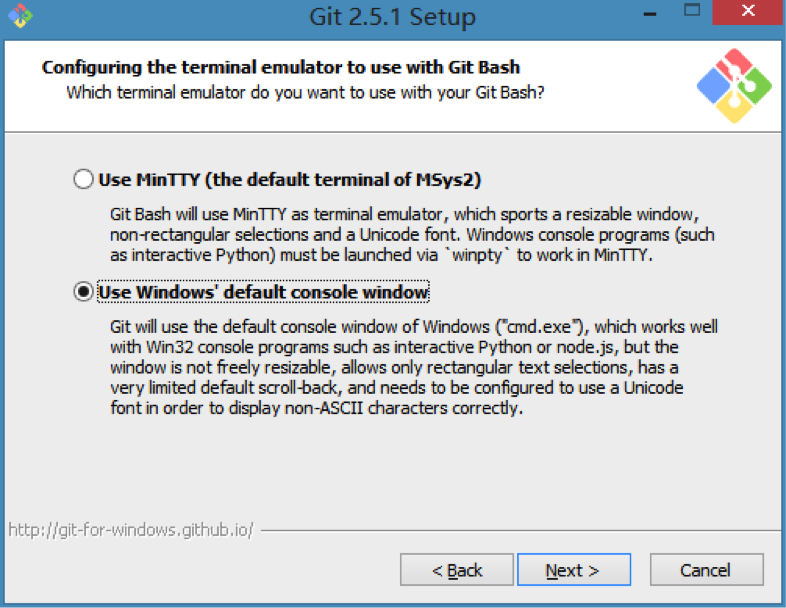 Git 2.5.1 Setup
Configuring the terminal emulator to use with Git Bash
Which terminal emulator do you want to use with your Git Bash?
Use MinTTY (the default terminal of MSys2)
Git Bash will use MinTTY as terminal emulator, which sports a resizable window,
non-rectangular selections and a Unicode font. Windows console programs (such
as interactive Python) must be launched via `winpty` to work in MinTTY.
Use Windows' default console window
Git will use the default console window of Windows ("cmd.exe"), which works well
with Win32 console programs such as interactive Python or node.js, but the
window is not freely resizable, allows only rectangular text selections, has a
very limited default scroll-back, and needs to be configured to use a Unicode
font in order to display non-ASCII characters correctly.
http://git-for-windows.github.io/
< Back
Next >
Cancel